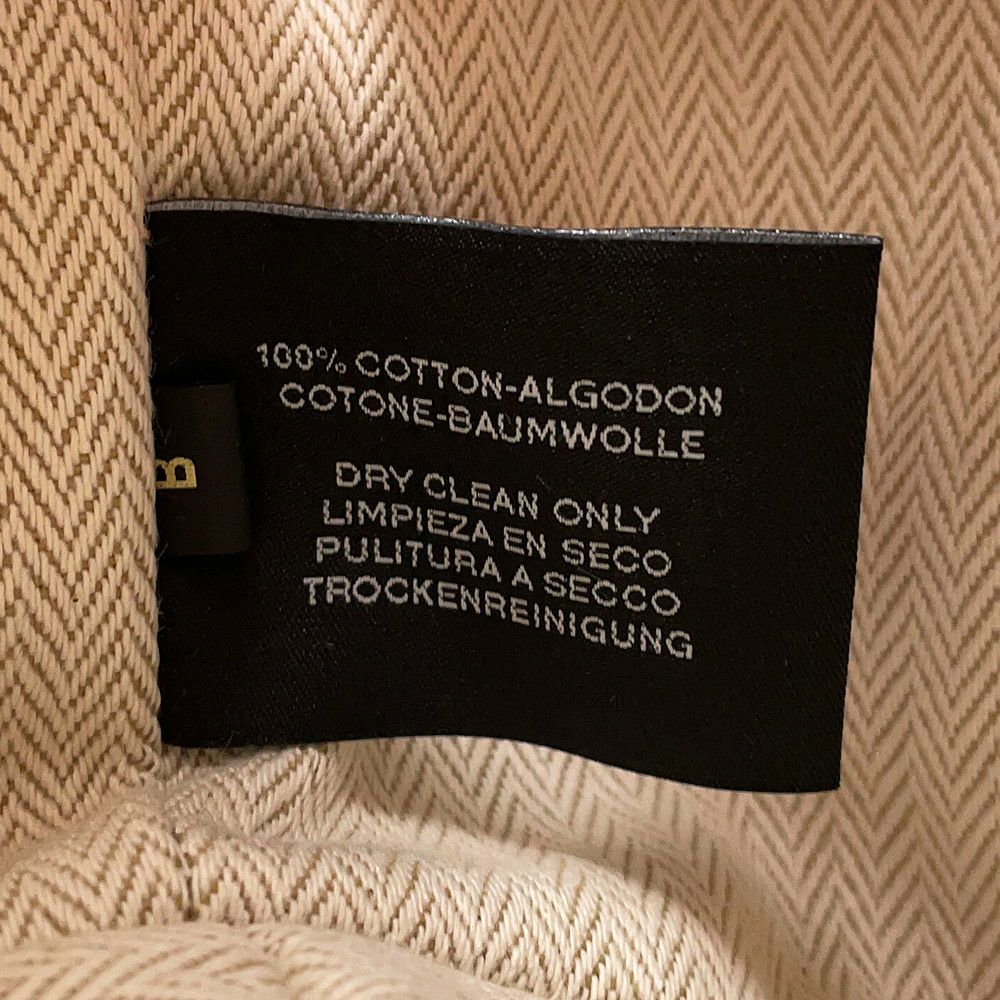 100% COTTON-ALGODON
COTONE-BAUMWOLLE
DRY CLEAN ONLY
LIMPIEZA EN SECO
PULITURA A SECCO
TROCKENREINIGUNG
B